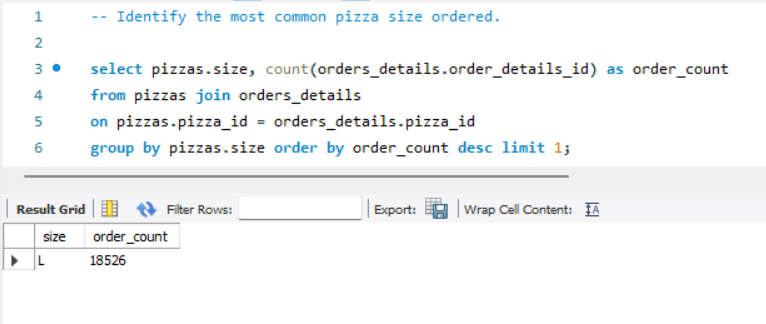 1 -- Identify the most common pizza size ordered.
2
3 select pizzas.size, count(orders_details.order_details_id) as order_count
4 from pizzas join orders_details
5 on pizzas.pizza_id = orders_details.pizza_id
6 group by pizzas.size order by order_count desc limit 1;
Result Grid Filter Rows: Export: Wrap Cell Content: IA
size order_count
L 18526